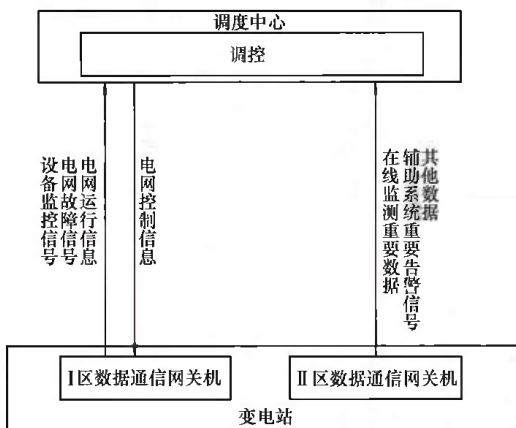 调度中心
调控
设备监控信号
电网故障信号
电网运行信息
电网控制信息
在线监测重要数据
辅助系统重要告警信号
其他数据
Ⅰ区数据通信网关机
Ⅱ区数据通信网关机
变电站